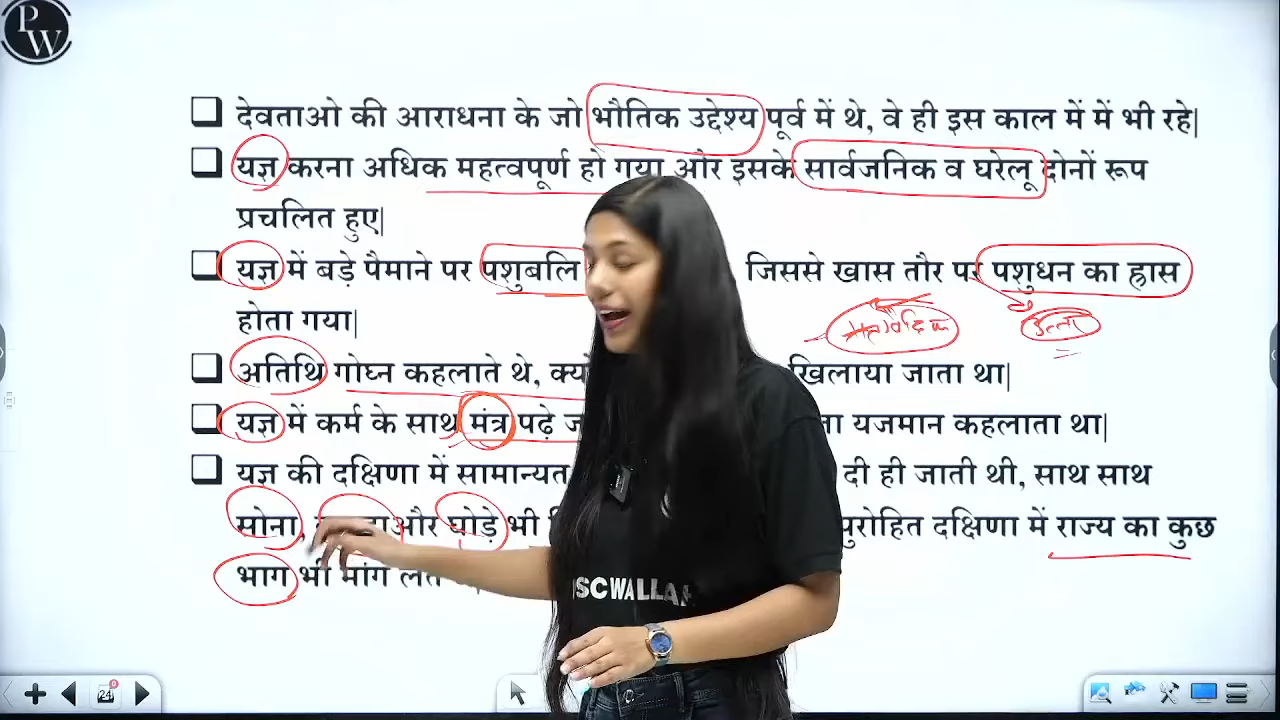 PW
देवताओ की आराधना के जो भौतिक उद्देश्य पूर्व में थे, वे ही इस काल में में भी रहे|
यज्ञ करना अधिक महत्वपूर्ण हो गया और इसके सार्वजनिक व घरेलू दोनों रूप
प्रचलित हुए|
यज्ञ में बड़े पैमाने पर पशुबलि जिससे खास तौर पर पशुधन का ह्रास
होता गया|
अतिथि गोघ्न कहलाते थे, खिलाया जाता था|
यज्ञ में कर्म के साथ मंत्र पढ़े यजमान कहलाता था|
यज्ञ की दक्षिणा में दी ही जाती थी, साथ साथ
सोना, और घोड़े भी पुरोहित दक्षिणा में राज्य का कुछ
भाग भी मांग
SCWALLA
24